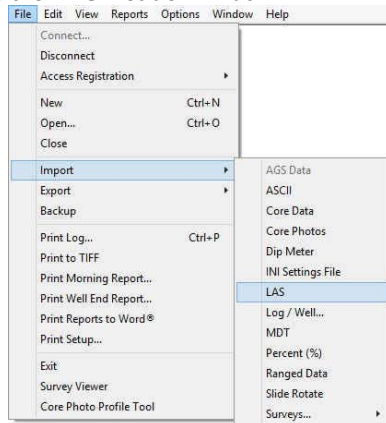 File Edit View Reports Options Window Help
Connect...
Disconnect
Access Registration
New Ctrl+N
Open... Ctrl+O
Close
Import
Export
Backup
Print Log... Ctrl+P
Print to TIFF
Print Morning Report...
Print Well End Report...
Print Reports to Word®
Print Setup...
Exit
Survey Viewer
Core Photo Profile Tool
AGS Data
ASCII
Core Data
Core Photos
Dip Meter
INI Settings File
LAS
Log / Well...
MDT
Percent (%)
Ranged Data
Slide Rotate
Surveys...